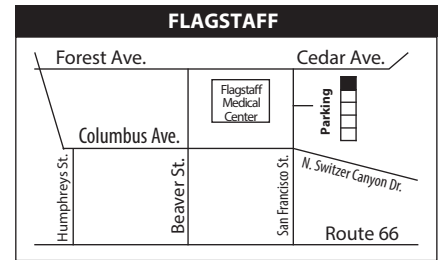 FLAGSTAFF
Forest Ave.
Cedar Ave.
Flagstaff
Medical
Center
Parking
Columbus Ave.
Humphreys St.
Beaver St.
San Francisco St.
N. Switzer Canyon Dr.
Route 66